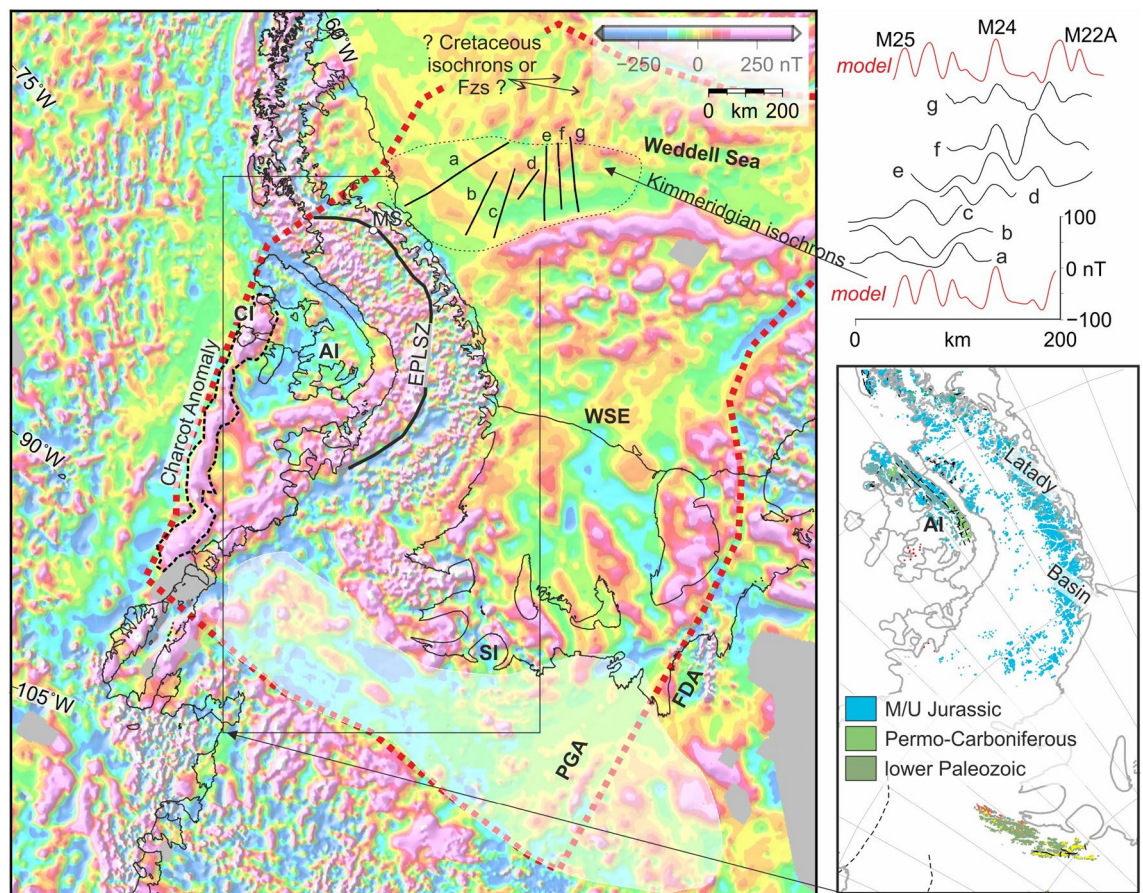 60°W
75°W
90°W
105°W
? Cretaceous
isochrons or
Fzs ?
−250 0 250 nT
0 km 200
a
b
c
d
e
f
g
Weddell Sea
Kimmeridgian isochrons
MS
CI
AI
EPLSZ
Charcot Anomaly
WSE
SI
FDA
PGA
M25
M24
M22A
model
g
f
e
d
c
b
a
model
100
0 nT
−100
0 km 200
Latady
Basin
AI
M/U Jurassic
Permo-Carboniferous
lower Paleozoic